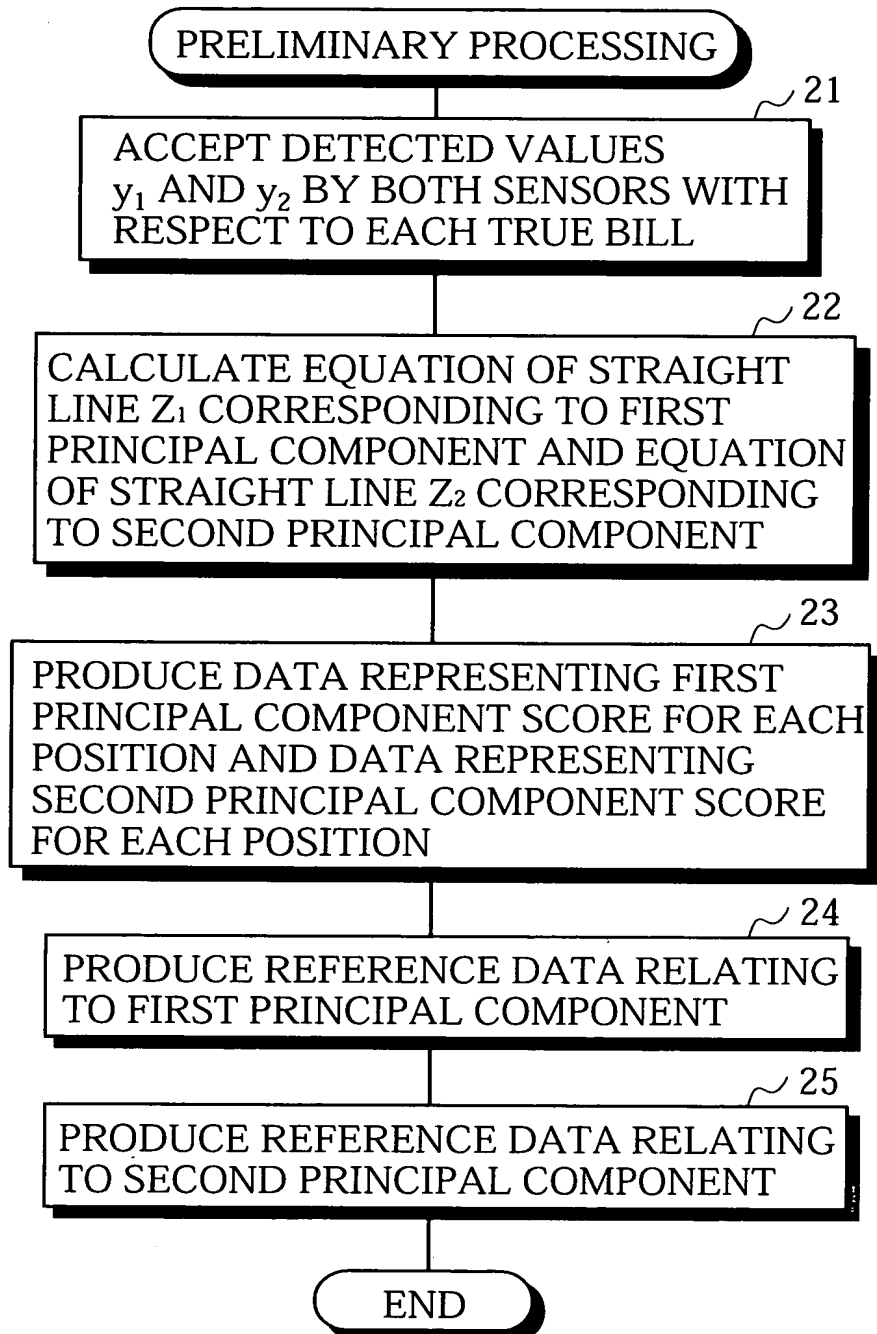 PRELIMINARY PROCESSING
21
ACCEPT DETECTED VALUES
y₁ AND y₂ BY BOTH SENSORS WITH
RESPECT TO EACH TRUE BILL
22
CALCULATE EQUATION OF STRAIGHT
LINE Z₁ CORRESPONDING TO FIRST
PRINCIPAL COMPONENT AND EQUATION
OF STRAIGHT LINE Z₂ CORRESPONDING
TO SECOND PRINCIPAL COMPONENT
23
PRODUCE DATA REPRESENTING FIRST
PRINCIPAL COMPONENT SCORE FOR EACH
POSITION AND DATA REPRESENTING
SECOND PRINCIPAL COMPONENT SCORE
FOR EACH POSITION
24
PRODUCE REFERENCE DATA RELATING
TO FIRST PRINCIPAL COMPONENT
25
PRODUCE REFERENCE DATA RELATING
TO SECOND PRINCIPAL COMPONENT
END